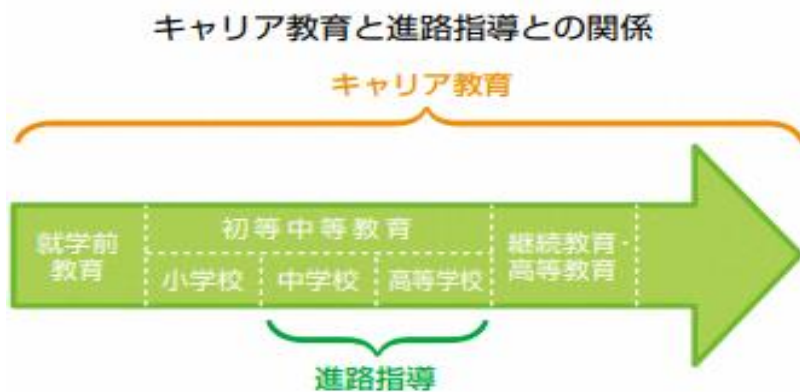 キャリア教育と進路指導との関係
キャリア教育
就学前
教育
初等中等教育
小学校
中学校
高等学校
継続教育・
高等教育
進路指導